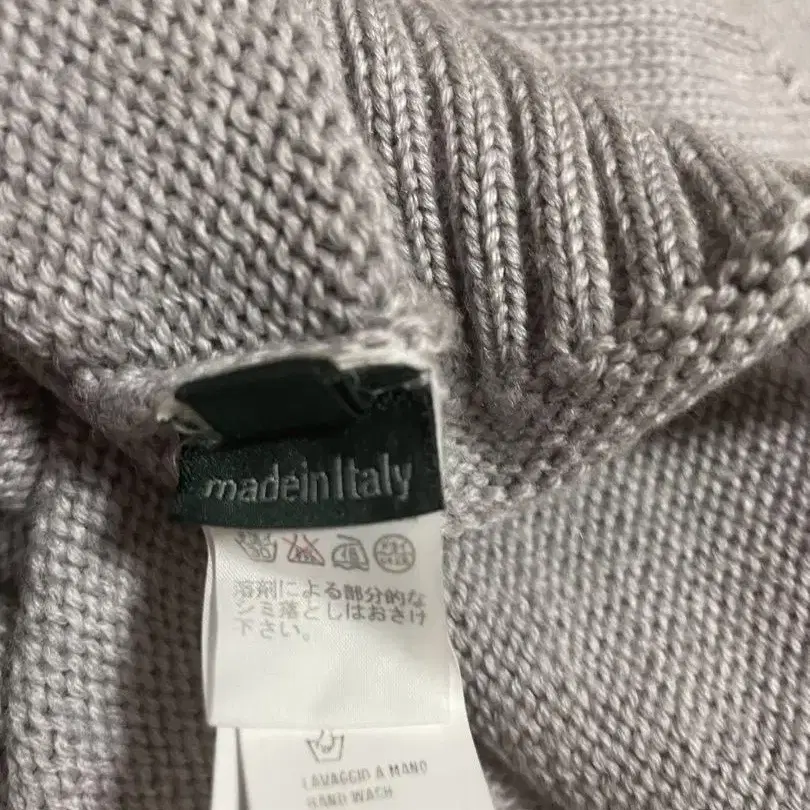 madeinItaly
溶剤による部分的な
シミ落としはおさけ
下さい。
LAVAGGIO A MANO
HAND WASH